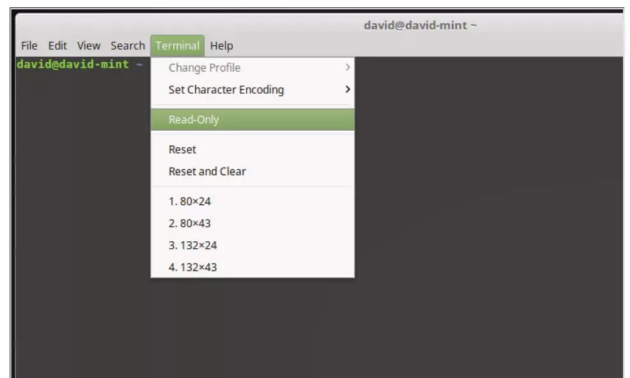 david@david-mint ~
File Edit View Search Terminal Help
david@david-mint ~
Change Profile >
Set Character Encoding >
Read-Only
Reset
Reset and Clear
1. 80×24
2. 80×43
3. 132×24
4. 132×43